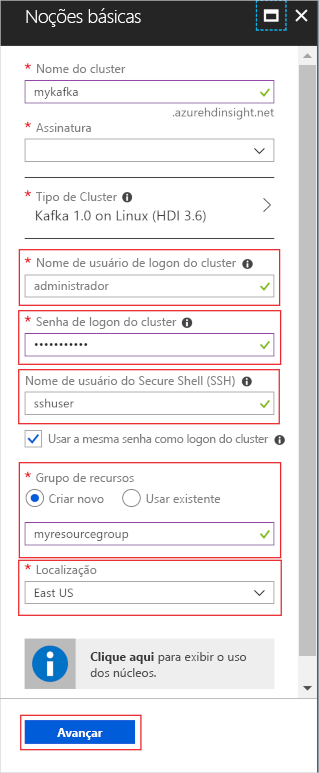 Noções básicas
* Nome do cluster
mykafka
.azurehdinsight.net
* Assinatura
* Tipo de Cluster
Kafka 1.0 on Linux (HDI 3.6)
* Nome de usuário de logon do cluster
administrador
* Senha de logon do cluster
•••••••••••
Nome de usuário do Secure Shell (SSH)
sshuser
Usar a mesma senha como logon do cluster
* Grupo de recursos
Criar novo Usar existente
myresourcegroup
* Localização
East US
Clique aqui para exibir o uso
dos núcleos.
Avançar